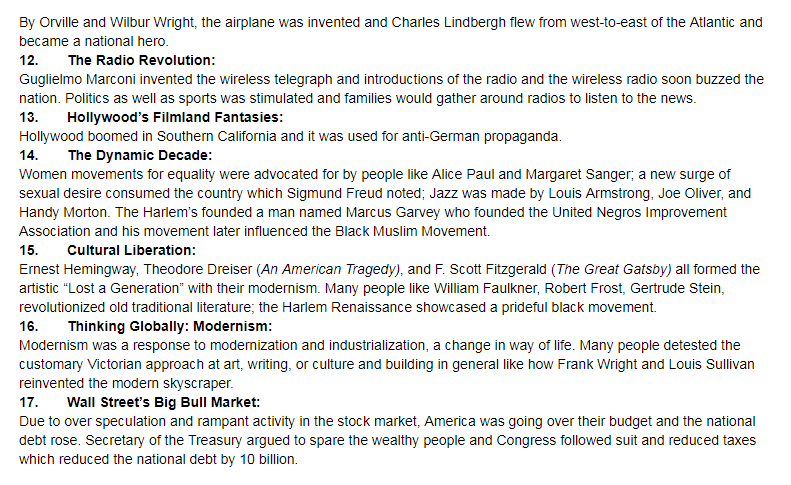 By Orville and Wilbur Wright, the airplane was invented and Charles Lindbergh flew from west-to-east of the Atlantic and
became a national hero.
12. The Radio Revolution:
Guglielmo Marconi invented the wireless telegraph and introductions of the radio and the wireless radio soon buzzed the
nation. Politics as well as sports was stimulated and families would gather around radios to listen to the news.
13. Hollywood's Filmland Fantasies:
Hollywood boomed in Southern California and it was used for anti-German propaganda.
14. The Dynamic Decade:
Women movements for equality were advocated for by people like Alice Paul and Margaret Sanger; a new surge of
sexual desire consumed the country which Sigmund Freud noted; Jazz was made by Louis Armstrong, Joe Oliver, and
Handy Morton. The Harlem's founded a man named Marcus Garvey who founded the United Negros Improvement
Association and his movement later influenced the Black Muslim Movement.
15. Cultural Liberation:
Ernest Hemingway, Theodore Dreiser (An American Tragedy), and F. Scott Fitzgerald (The Great Gatsby) all formed the
artistic “Lost a Generation” with their modernism. Many people like William Faulkner, Robert Frost, Gertrude Stein,
revolutionized old traditional literature; the Harlem Renaissance showcased a prideful black movement.
16. Thinking Globally: Modernism:
Modernism was a response to modernization and industrialization, a change in way of life. Many people detested the
customary Victorian approach at art, writing, or culture and building in general like how Frank Wright and Louis Sullivan
reinvented the modern skyscraper.
17. Wall Street's Big Bull Market:
Due to over speculation and rampant activity in the stock market, America was going over their budget and the national
debt rose. Secretary of the Treasury argued to spare the wealthy people and Congress followed suit and reduced taxes
which reduced the national debt by 10 billion.